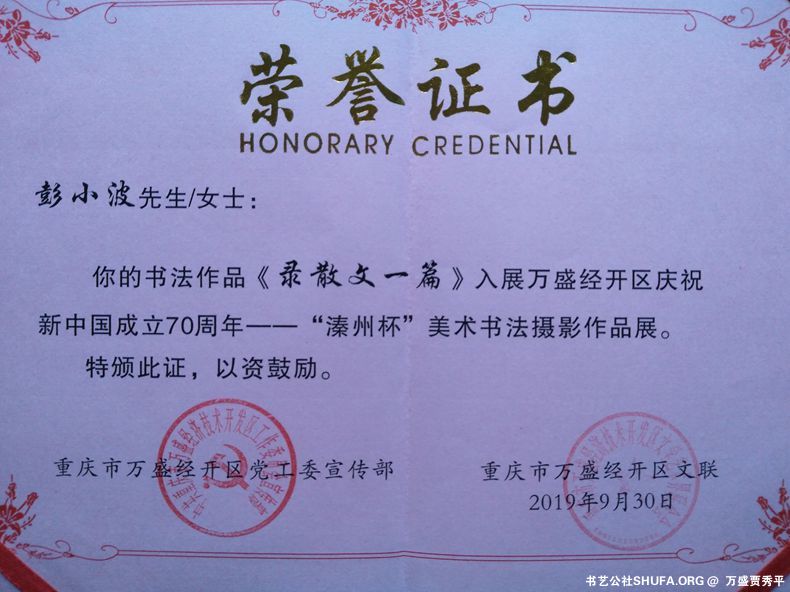 荣誉证书
HONORARY CREDENTIAL
彭小波先生/女士：
你的书法作品《录散文一篇》入展万盛经开区庆祝
新中国成立70周年——“溱州杯”美术书法摄影作品展。
特颁此证，以资鼓励。
重庆市万盛经开区党工委宣传部
重庆市万盛经开区文联
2019年9月30日
书艺公社SHUFA.ORG @ 万盛贾秀平